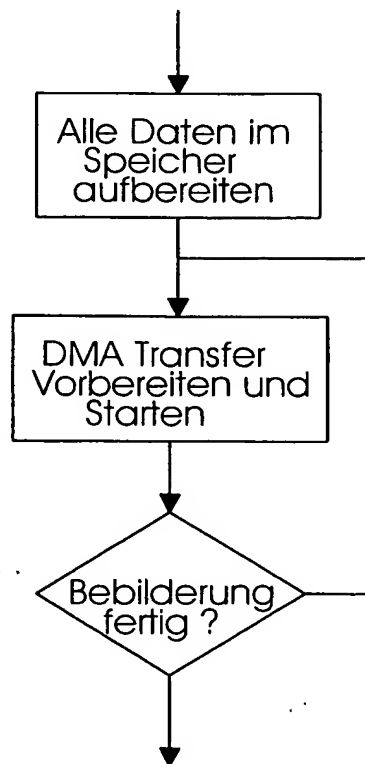 Alle Daten im
Speicher
aufbereiten
DMA Transfer
Vorbereiten und
Starten
Bebilderung
fertig ?